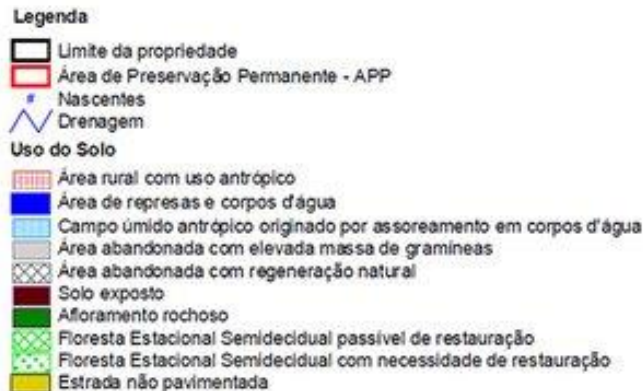 Legenda
Limite da propriedade
Área de Preservação Permanente - APP
Nascentes
Drenagem
Uso do Solo
Área rural com uso antrópico
Área de represas e corpos d'água
Campo úmido antrópico originado por assoreamento em corpos d'água
Área abandonada com elevada massa de gramíneas
Área abandonada com regeneração natural
Solo exposto
Afloramento rochoso
Floresta Estacional Semidecidual passível de restauração
Floresta Estacional Semidecidual com necessidade de restauração
Estrada não pavimentada